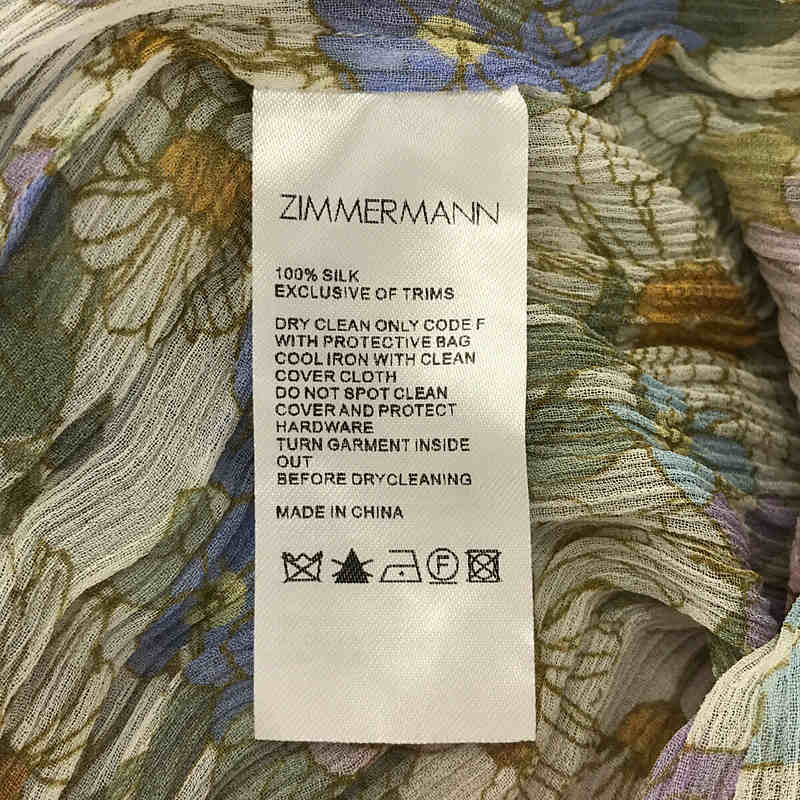 ZIMMERMANN
100% SILK
EXCLUSIVE OF TRIMS
DRY CLEAN ONLY CODE F
WITH PROTECTIVE BAG
COOL IRON WITH CLEAN
COVER CLOTH
DO NOT SPOT CLEAN
COVER AND PROTECT
HARDWARE
TURN GARMENT INSIDE
OUT
BEFORE DRYCLEANING
MADE IN CHINA
F